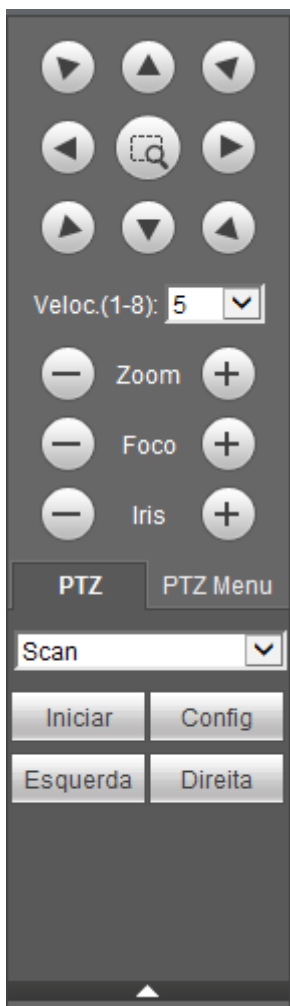 Veloc.(1-8): 5
Zoom
Foco
Iris
PTZ PTZ Menu
Scan
Iniciar Config
Esquerda Direita